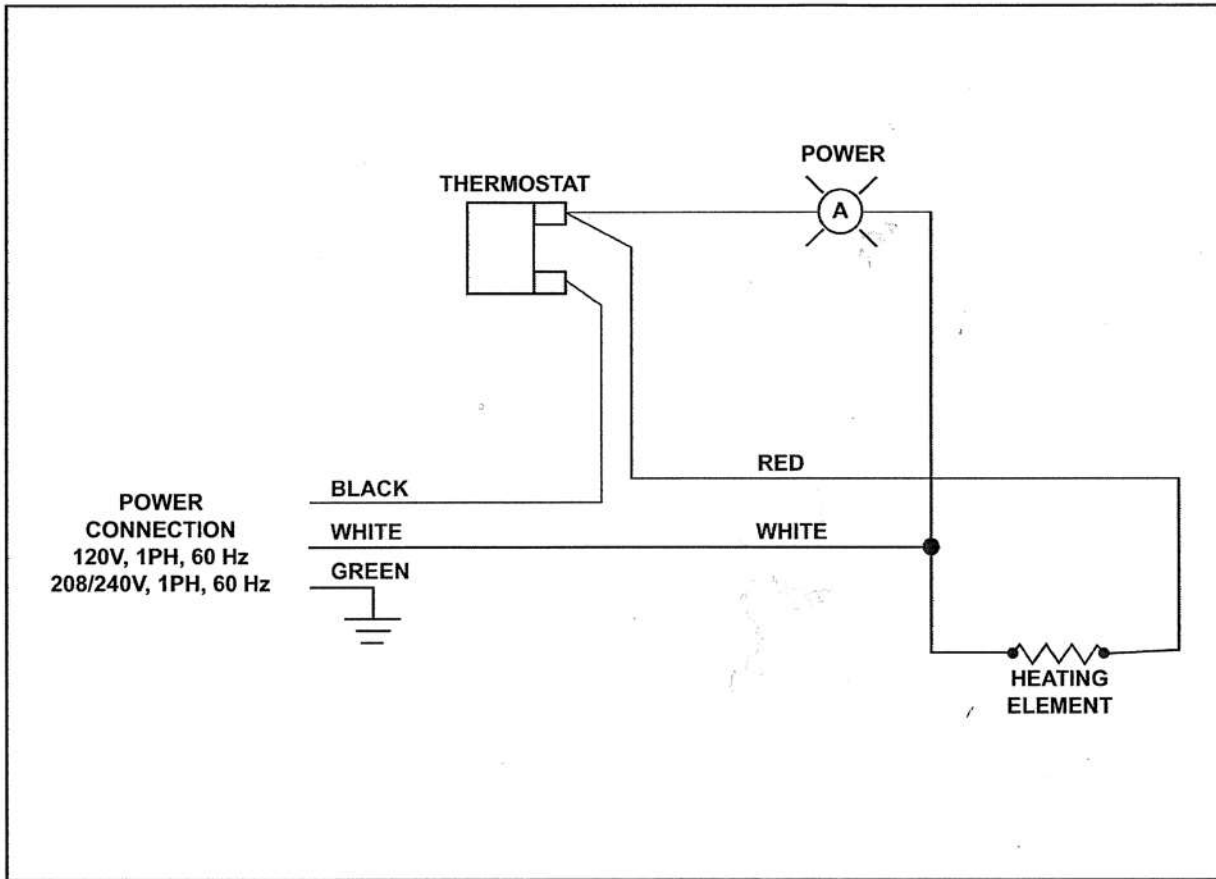 POWER
THERMOSTAT
A
RED
BLACK
POWER
CONNECTION
120V, 1PH, 60 Hz
208/240V, 1PH, 60 Hz
WHITE
WHITE
GREEN
HEATING
ELEMENT